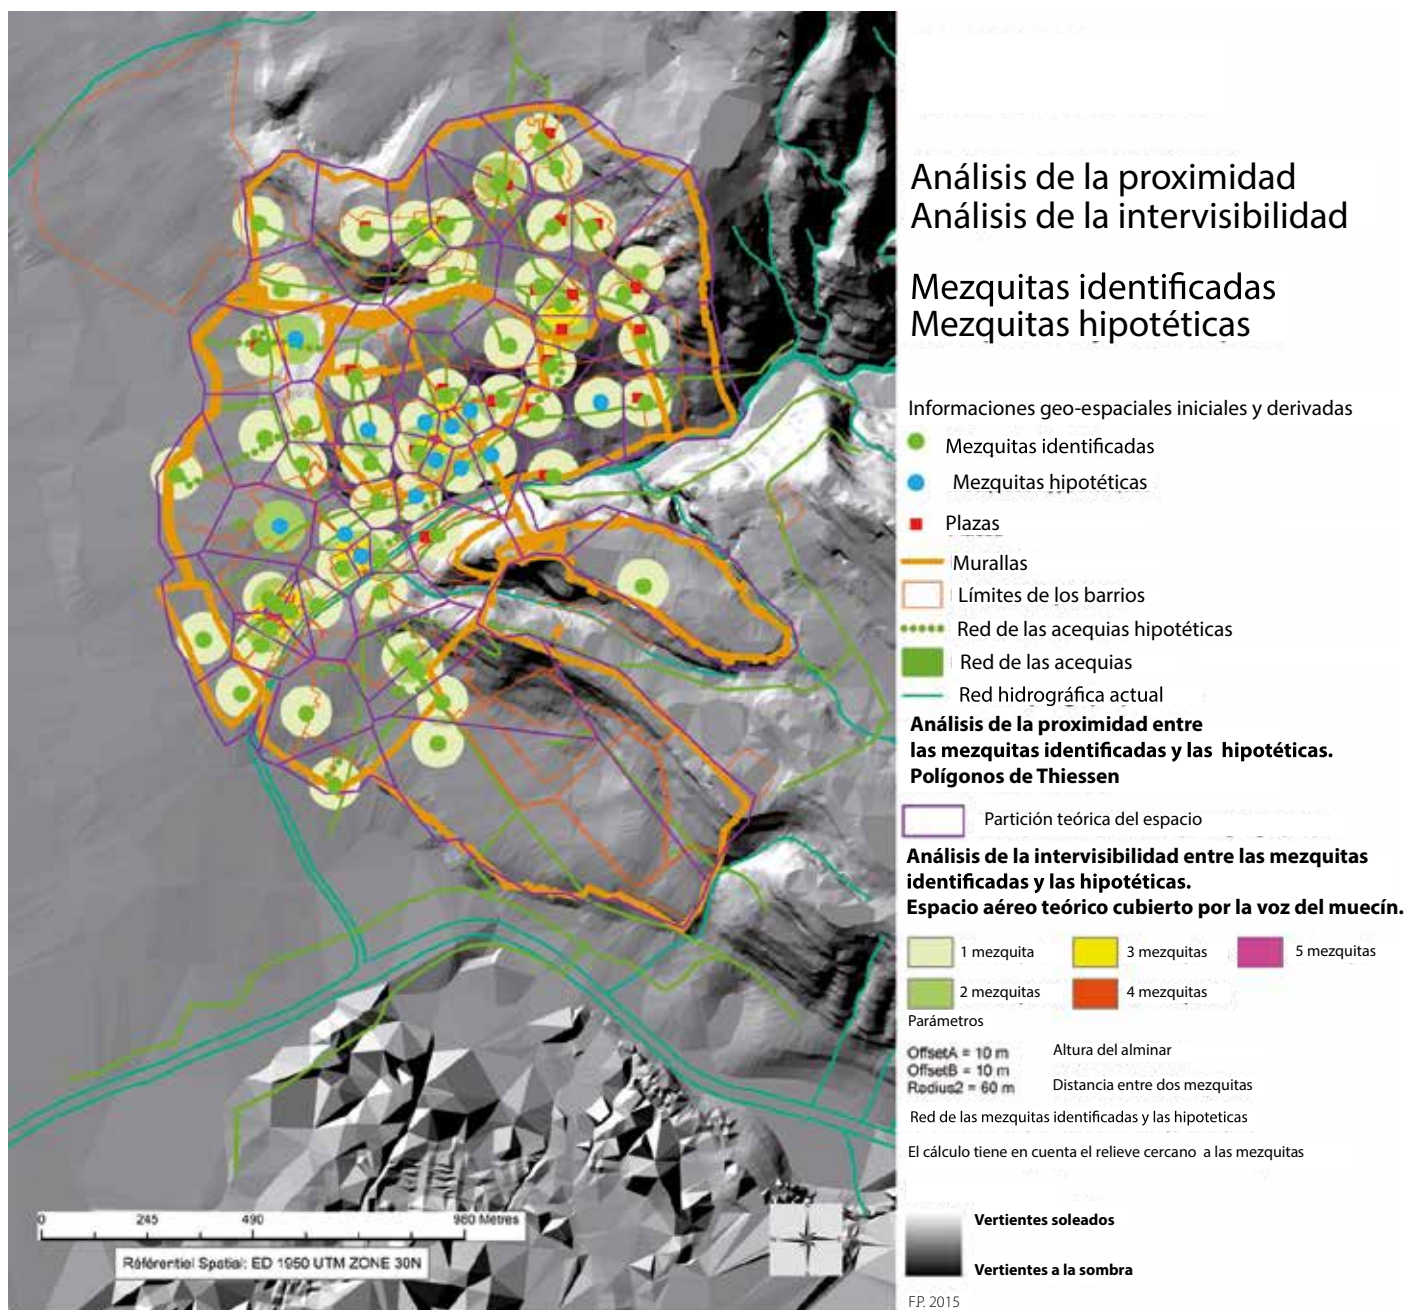 Análisis de la proximidad
Análisis de la intervisibilidad
Mezquitas identificadas
Mezquitas hipotéticas
Informaciones geo-espaciales iniciales y derivadas
Mezquitas identificadas
Mezquitas hipotéticas
Plazas
Murallas
Límites de los barrios
Red de las acequias hipotéticas
Red de las acequias
Red hidrográfica actual
Análisis de la proximidad entre
las mezquitas identificadas y las hipotéticas.
Polígonos de Thiessen
Partición teórica del espacio
Análisis de la intervisibilidad entre las mezquitas
identificadas y las hipotéticas.
Espacio aéreo teórico cubierto por la voz del muecín.
1 mezquita 3 mezquitas 5 mezquitas
2 mezquitas 4 mezquitas
Parámetros
OffsetA = 10 m Altura del alminar
OffsetB = 10 m
Radius2 = 60 m Distancia entre dos mezquitas
Red de las mezquitas identificadas y las hipoteticas
El cálculo tiene en cuenta el relieve cercano a las mezquitas
0 245 490 980 Mètres
Référentiel Spatial: ED 1950 UTM ZONE 30N
Vertientes soleados
Vertientes a la sombra
F.P. 2015